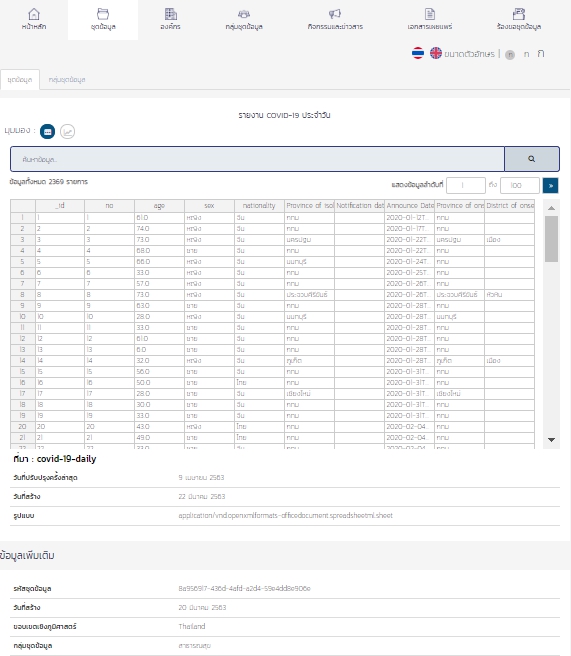 หน้าหลัก ชุดข้อมูล องค์กร กลุ่มชุดข้อมูล กิจกรรมและข่าวสาร เอกสารเผยแพร่ ร้องขอชุดข้อมูล
ขนาดตัวอักษร | ก ก ก
ชุดข้อมูล กลุ่มชุดข้อมูล
รายงาน COVID-19 ประจำวัน
มุมมอง :
ค้นหาข้อมูล..
ข้อมูลทั้งหมด 2369 รายการ แสดงข้อมูลลำดับที่ 1 ถึง 100 »
_id no age sex nationality Province of isol Notification dat Announce Date Province of ons District of onse
1 1 1 61.0 หญิง จีน กทม 2020-01-12T... กทม
2 2 2 74.0 หญิง จีน กทม 2020-01-17T... กทม
3 3 3 73.0 หญิง จีน นครปฐม 2020-01-22T... นครปฐม เมือง
4 4 4 68.0 ชาย จีน กทม 2020-01-22T... กทม
5 5 5 66.0 หญิง จีน นนทบุรี 2020-01-24T... นนทบุรี
6 6 6 33.0 หญิง จีน กทม 2020-01-25T... กทม
7 7 7 57.0 หญิง จีน กทม 2020-01-26T... กทม
8 8 8 73.0 หญิง จีน ประจวบคีรีขันธ์ 2020-01-26T... ประจวบคีรีขันธ์ หัวหิน
9 9 9 63.0 ชาย จีน กทม 2020-01-28T... กทม
10 10 10 28.0 หญิง จีน นนทบุรี 2020-01-28T... นนทบุรี
11 11 11 33.0 ชาย จีน กทม 2020-01-28T... กทม
12 12 12 61.0 ชาย จีน กทม 2020-01-28T... กทม
13 13 13 6.0 ชาย จีน กทม 2020-01-28T... กทม
14 14 14 32.0 หญิง จีน ภูเก็ต 2020-01-28T... ภูเก็ต เมือง
15 15 15 56.0 ชาย จีน กทม 2020-01-31T... กทม
16 16 16 50.0 ชาย ไทย กทม 2020-01-31T... กทม
17 17 17 28.0 ชาย จีน เชียงใหม่ 2020-01-31T... เชียงใหม่
18 18 18 30.0 ชาย จีน กทม 2020-01-31T... กทม
19 19 19 33.0 ชาย จีน กทม 2020-01-31T... กทม
20 20 20 43.0 หญิง ไทย กทม 2020-02-04... กทม
21 21 21 49.0 ชาย ไทย กทม 2020-02-04... กทม
ที่มา : covid-19-daily
วันที่ปรับปรุงครั้งล่าสุด 9 เมษายน 2563
วันที่สร้าง 22 มีนาคม 2563
รูปแบบ application/vnd.openxmlformats-officedocument.spreadsheetml.sheet
ข้อมูลเพิ่มเติม
รหัสชุดข้อมูล 8a956917-436d-4afd-a2d4-59e4dd8e906e
วันที่สร้าง 20 มีนาคม 2563
ขอบเขตเชิงภูมิศาสตร์ Thailand
กลุ่มชุดข้อมูล สาธารณสุข